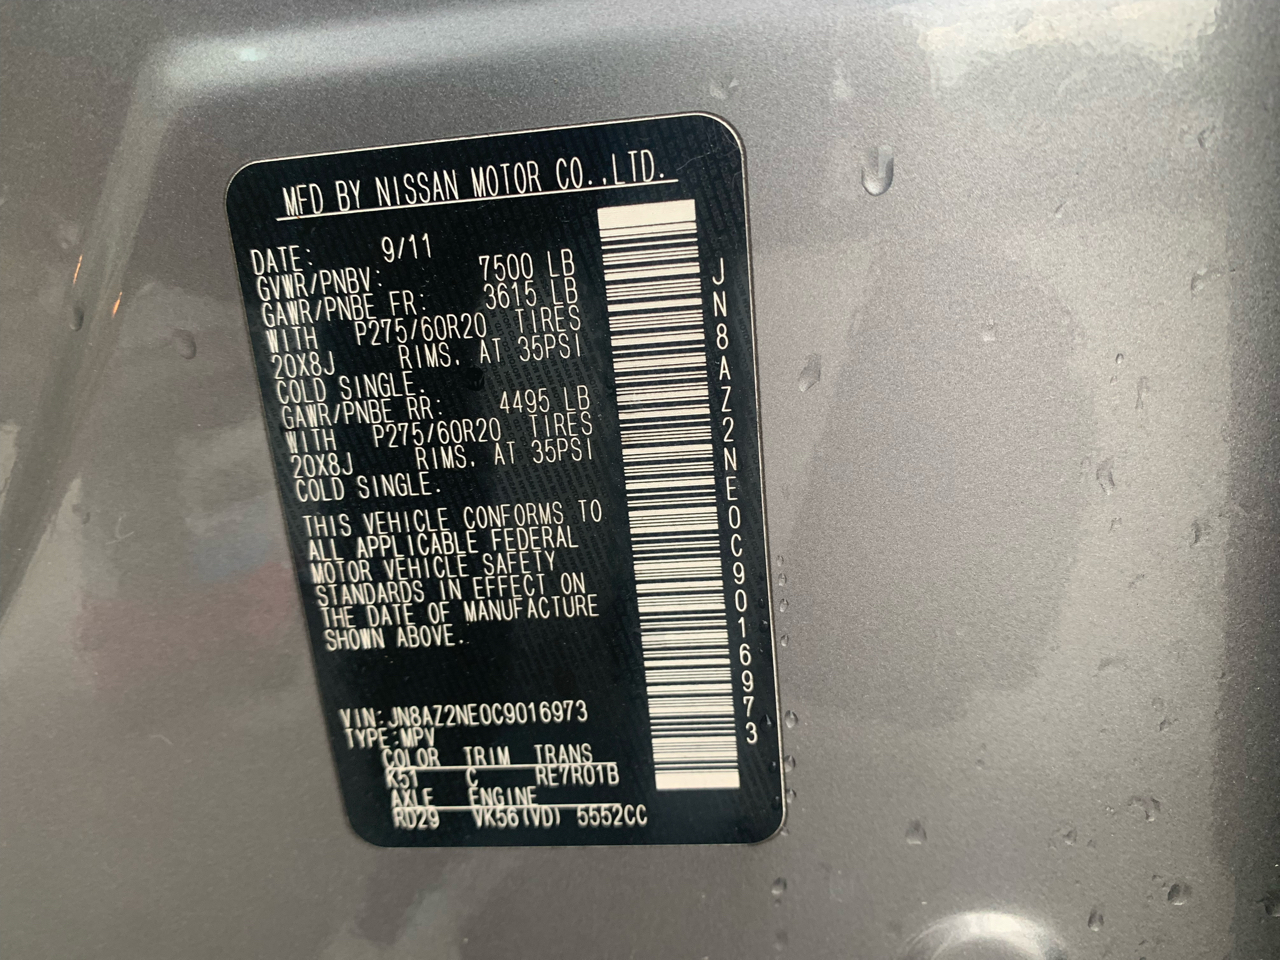 MFD BY NISSAN MOTOR CO.,LTD.
DATE: 9/11
GVWR/PNBV: 7500 LB
GAWR/PNBE FR: 3615 LB
WITH P275/60R20 TIRES
20X8J RIMS, AT 35PSI
COLD SINGLE.
GAWR/PNBE RR: 4495 LB
WITH P275/60R20 TIRES
20X8J RIMS, AT 35PSI
COLD SINGLE.
THIS VEHICLE CONFORMS TO
ALL APPLICABLE FEDERAL
MOTOR VEHICLE SAFETY
STANDARDS IN EFFECT ON
THE DATE OF MANUFACTURE
SHOWN ABOVE.
VIN:JN8AZ2NE0C9016973
TYPE:MPV
COLOR TRIM TRANS
K51 C RE7R01B
AXLE ENGINE
RD29 VK56(VD) 5552CC
JN8AZ2NE0C9016973